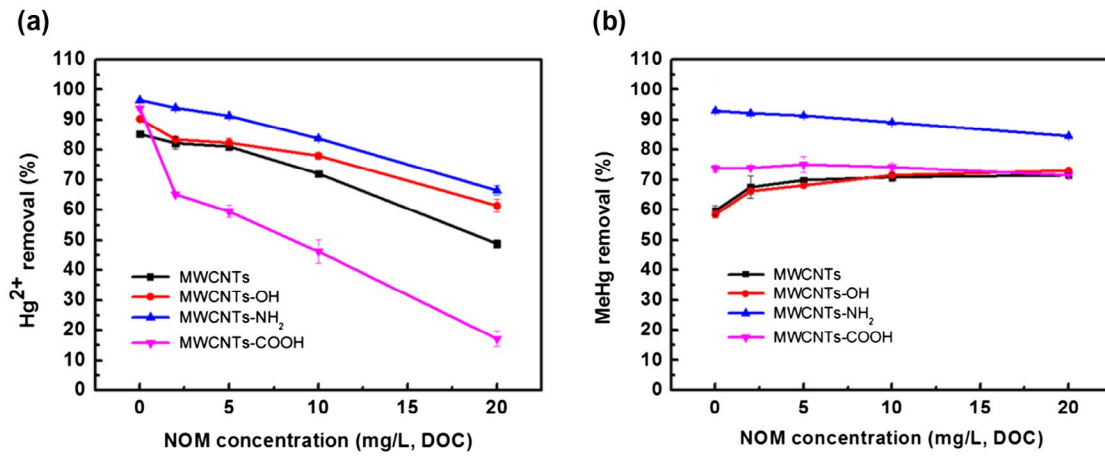 (a)
Hg2+ removal (%)
110
100
90
80
70
60
50
40
30
20
10
0
MWCNTs
MWCNTs-OH
MWCNTs-NH2
MWCNTs-COOH
0 5 10 15 20
NOM concentration (mg/L, DOC)
(b)
MeHg removal (%)
110
100
90
80
70
60
50
40
30
20
10
0
MWCNTs
MWCNTs-OH
MWCNTs-NH2
MWCNTs-COOH
0 5 10 15 20
NOM concentration (mg/L, DOC)